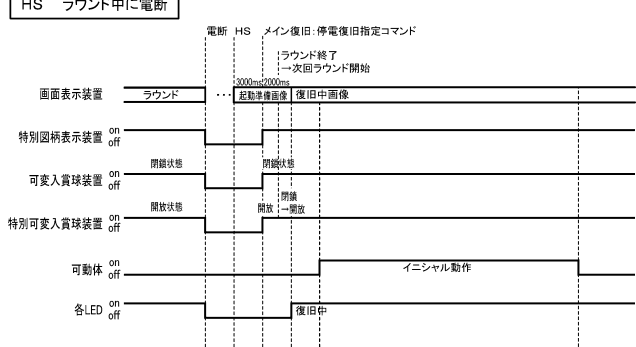 HS ラウンド中に電断
電断 HS メイン復旧:停電復旧指定コマンド
ラウンド終了
→次回ラウンド開始
3000ms 2000ms
画面表示装置 ラウンド ・・・ 起動準備画像 復旧中画像
特別図柄表示装置 on
off
閉鎖状態 閉鎖状態
可変入賞球装置 on
off
開放状態 開放 閉鎖
→開放
特別可変入賞球装置 on
off
可動体 on
off
イニシャル動作
各LED on
off
復旧中